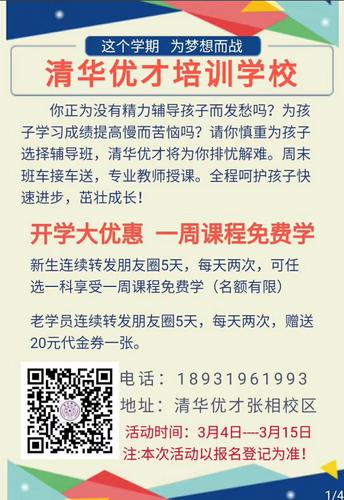 这个学期 为梦想而战
清华优才培训学校
你正为没有精力辅导孩子而发愁吗？为孩
子学习成绩提高慢而苦恼吗？请你慎重为孩子
选择辅导班，清华优才将为你排忧解难。周末
班车接车送，专业教师授课。全程呵护孩子快
速进步，茁壮成长！
开学大优惠 一周课程免费学
新生连续转发朋友圈5天，每天两次，可任
选一科享受一周课程免费学（名额有限）
老学员连续转发朋友圈5天，每天两次，赠送
20元代金券一张。
电话：18931961993
地址：清华优才张相校区
活动时间：3月4日----3月15日
注:本次活动以报名登记为准！
1/4